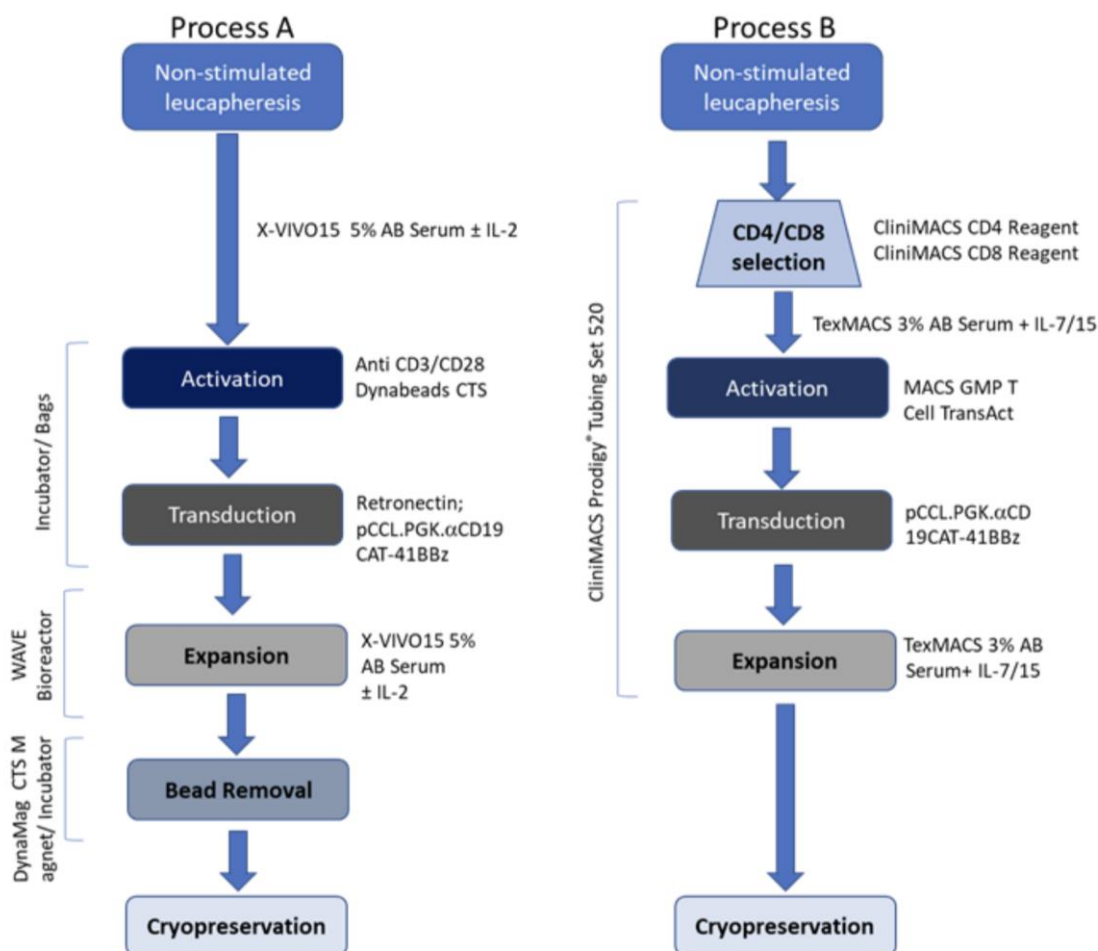 Process A
Non-stimulated
leucapheresis
X-VIVO15 5% AB Serum ± IL-2
Incubator/ Bags
Activation
Anti CD3/CD28
Dynabeads CTS
Transduction
Retronectin;
pCCL.PGK.αCD19
CAT-41BBz
WAVE
Bioreactor
Expansion
X-VIVO15 5%
AB Serum
± IL-2
DynaMag CTS M
agnet/ Incubator
Bead Removal
Cryopreservation
Process B
Non-stimulated
leucapheresis
CliniMACS Prodigy® Tubing Set 520
CD4/CD8
selection
CliniMACS CD4 Reagent
CliniMACS CD8 Reagent
TexMACS 3% AB Serum + IL-7/15
Activation
MACS GMP T
Cell TransAct
Transduction
pCCL.PGK.αCD
19CAT-41BBz
Expansion
TexMACS 3% AB
Serum+ IL-7/15
Cryopreservation